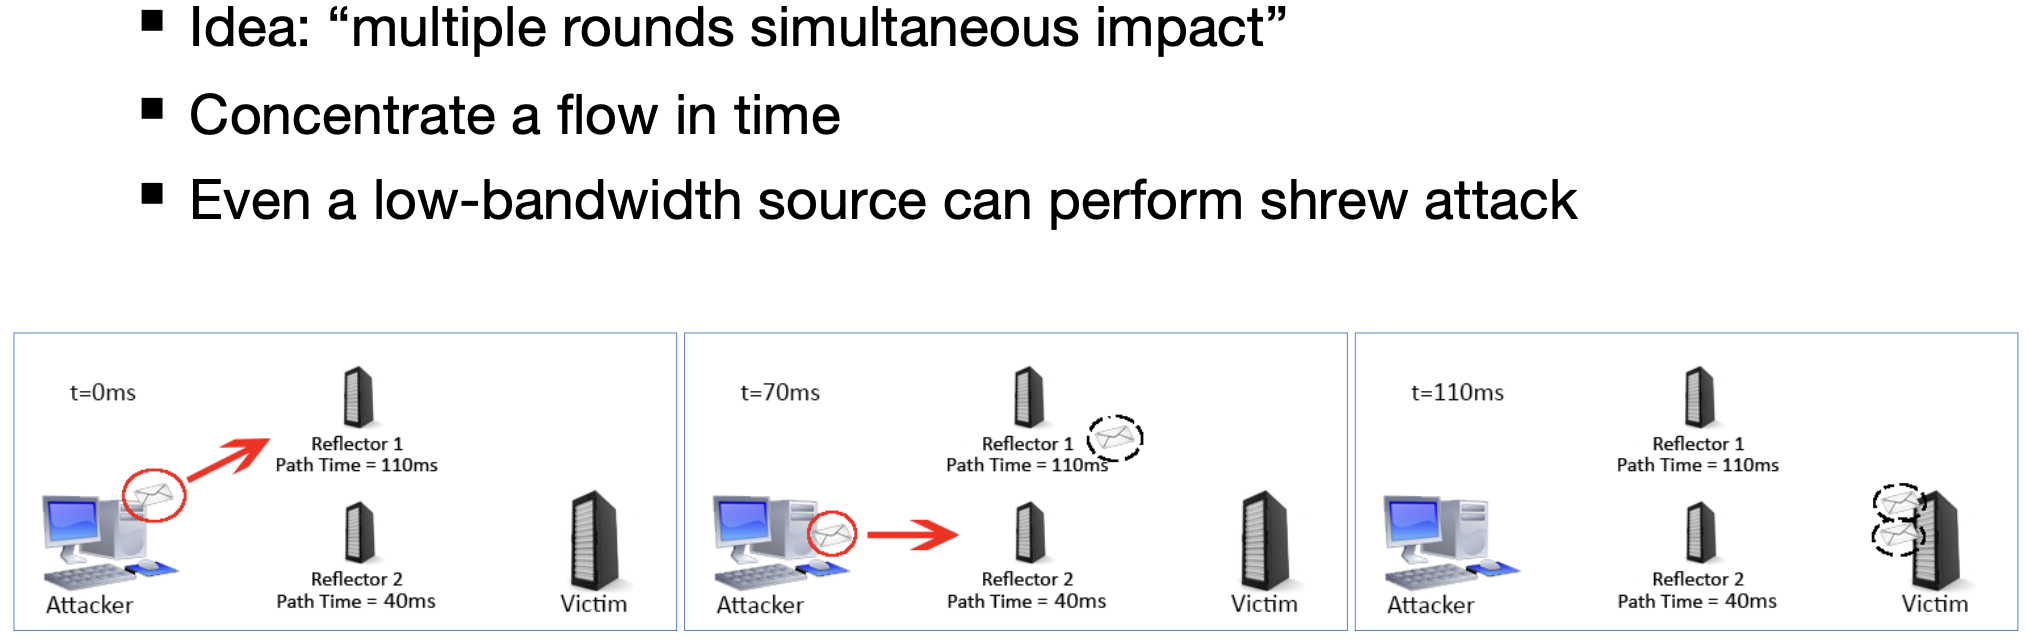 ▪ Idea: “multiple rounds simultaneous impact”
▪ Concentrate a flow in time
▪ Even a low-bandwidth source can perform shrew attack
t=0ms
Reflector 1
Path Time = 110ms
Reflector 2
Path Time = 40ms
Attacker
Victim
t=70ms
Reflector 1
Path Time = 110ms
Reflector 2
Path Time = 40ms
Attacker
Victim
t=110ms
Reflector 1
Path Time = 110ms
Reflector 2
Path Time = 40ms
Attacker
Victim